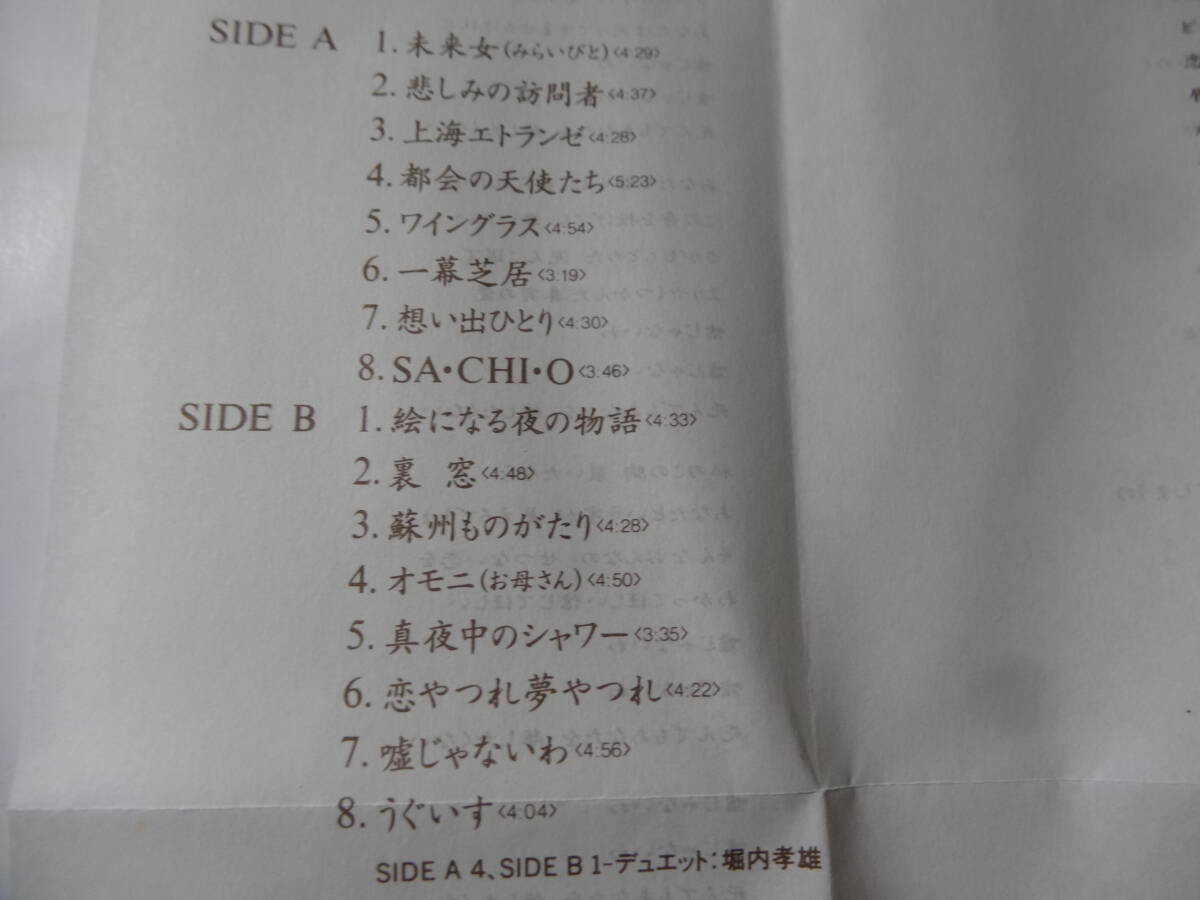 SIDE A 1. 未来女(みらいびと)〈4:29〉
2. 悲しみの訪問者〈4:37〉
3. 上海エトランゼ〈4:28〉
4. 都会の天使たち〈5:23〉
5. ワイングラス〈4:54〉
6. 一幕芝居〈3:19〉
7. 想い出ひとり〈4:30〉
8. SA・CHI・O〈3:46〉
SIDE B 1. 絵になる夜の物語〈4:33〉
2. 裏 窓〈4:48〉
3. 蘇州ものがたり〈4:28〉
4. オモニ(お母さん)〈4:50〉
5. 真夜中のシャワー〈3:35〉
6. 恋やつれ夢やつれ〈4:22〉
7. 嘘じゃないわ〈4:56〉
8. うぐいす〈4:04〉
SIDE A 4、SIDE B 1-デュエット:堀内孝雄